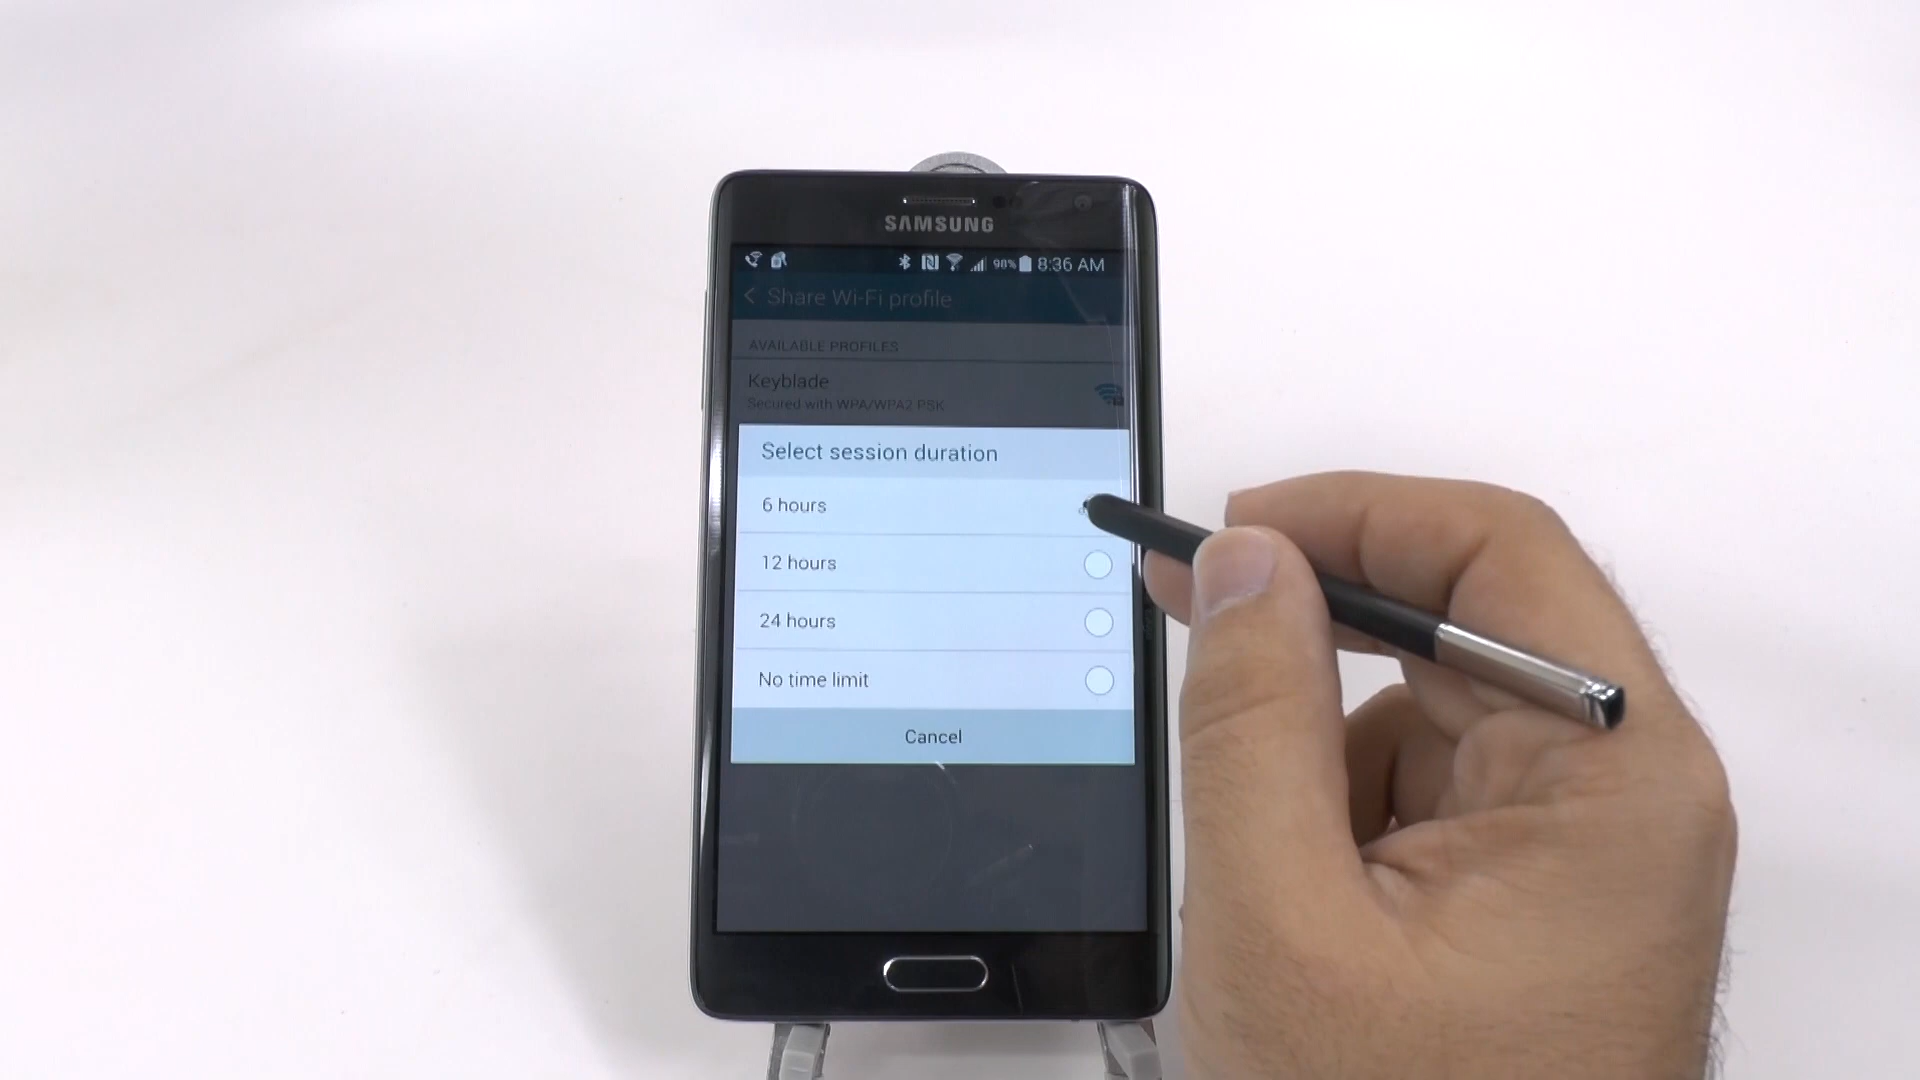 SAMSUNG
98% 8:36 AM
Share Wi-Fi profile
AVAILABLE PROFILES
Keyblade
Secured with WPA/WPA2 PSK
Select session duration
6 hours
12 hours
24 hours
No time limit
Cancel